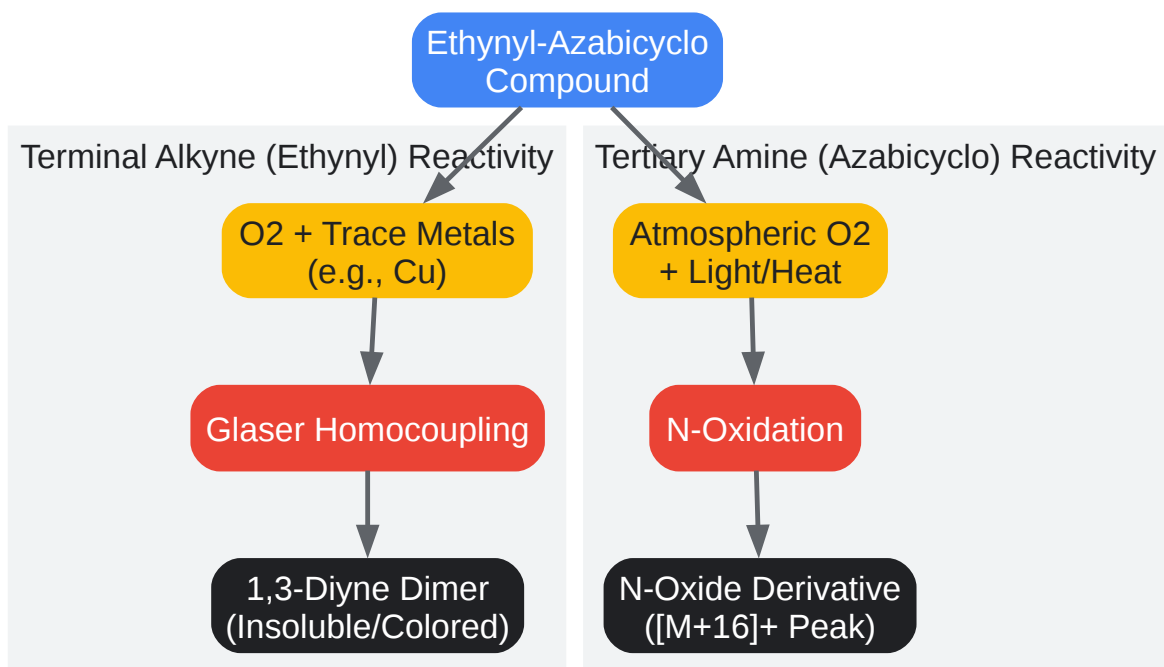 Ethynyl-Azabicyclo
Compound
Terminal Alkyne (Ethynyl) Reactivity
Tertiary Amine (Azabicyclo) Reactivity
O2 + Trace Metals
(e.g., Cu)
Atmospheric O2
+ Light/Heat
Glaser Homocoupling
N-Oxidation
1,3-Diyne Dimer
(Insoluble/Colored)
N-Oxide Derivative
([M+16]+ Peak)